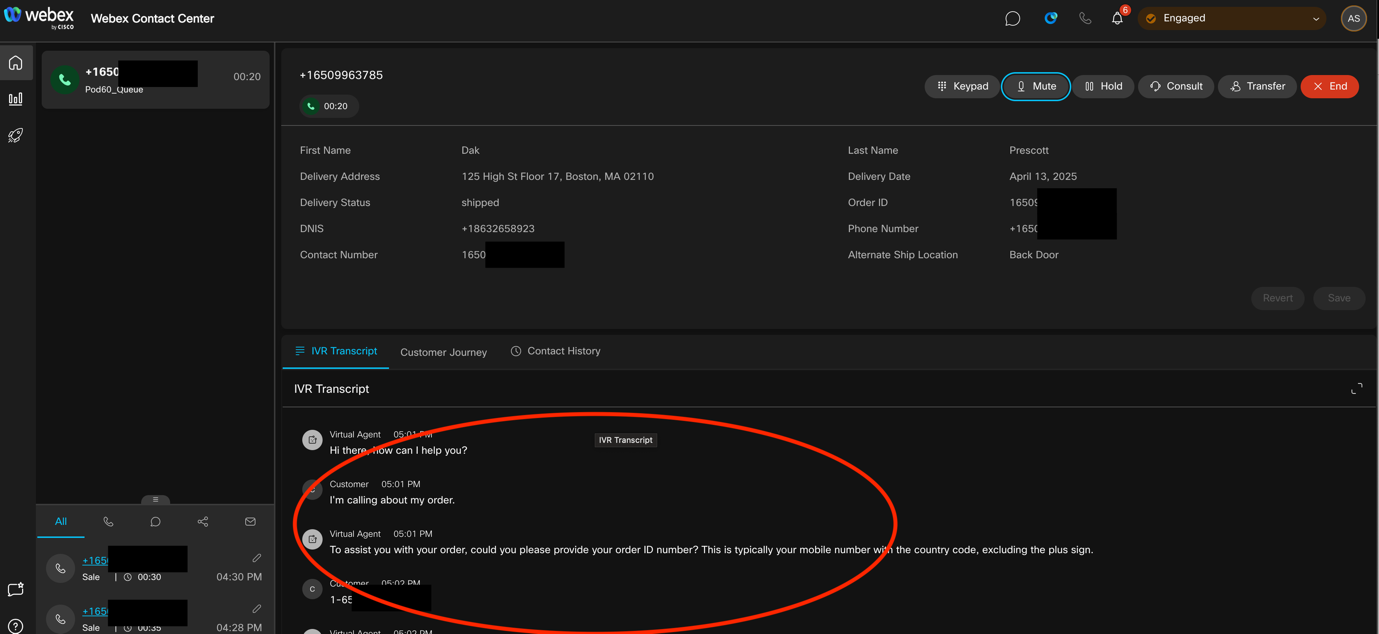 webex
by CISCO
Webex Contact Center
6
Engaged
AS
+1650
00:20
Pod60_Queue
+16509963785
00:20
Keypad
Mute
Hold
Consult
Transfer
End
First Name Dak
Last Name Prescott
Delivery Address 125 High St Floor 17, Boston, MA 02110
Delivery Date April 13, 2025
Delivery Status shipped
Order ID 1650
DNIS +18632658923
Phone Number +1650
Contact Number 1650
Alternate Ship Location Back Door
Revert
Save
IVR Transcript
Customer Journey
Contact History
IVR Transcript
Virtual Agent 05:01 PM
IVR Transcript
Hi there, how can I help you?
C
Customer 05:01 PM
I'm calling about my order.
Virtual Agent 05:01 PM
To assist you with your order, could you please provide your order ID number? This is typically your mobile number with the country code, excluding the plus sign.
C
Customer 05:02 PM
1-65
Virtual Agent 05:02 PM
All
+165
Sale | 00:30
04:30 PM
+165
Sale | 00:35
04:28 PM